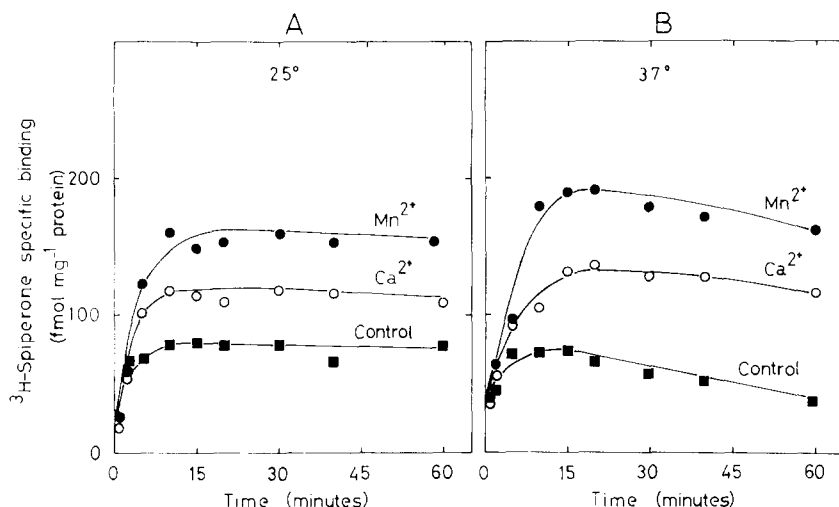 A
B
25°
37°
³H-Spiperone specific binding
(fmol mg⁻¹ protein)
200
100
0
Mn²⁺
Ca²⁺
Control
Mn²⁺
Ca²⁺
Control
0 15 30 45 60
0 15 30 45 60
Time (minutes)
Time (minutes)